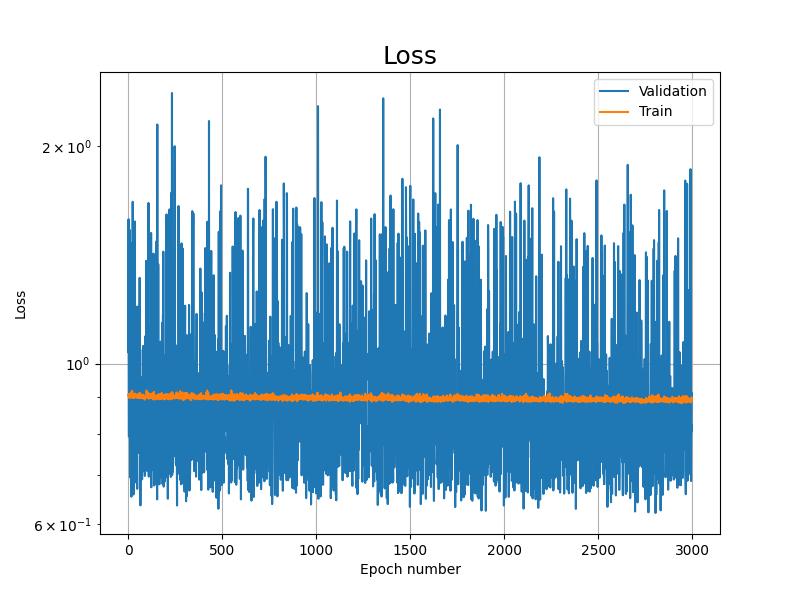 Loss
Validation
Train
2 × 10⁰
10⁰
6 × 10⁻¹
Loss
0 500 1000 1500 2000 2500 3000
Epoch number